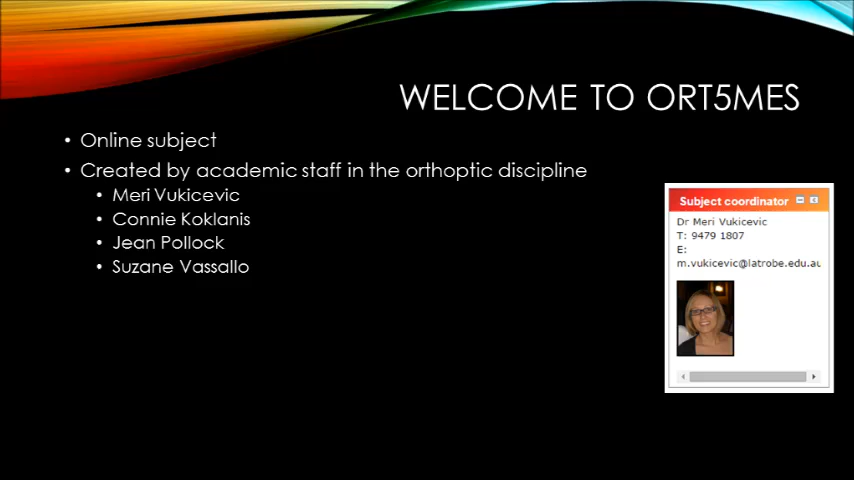 WELCOME TO ORT5MES
• Online subject
• Created by academic staff in the orthoptic discipline
• Meri Vukicevic
• Connie Koklanis
• Jean Pollock
• Suzane Vassallo
Subject coordinator
Dr Meri Vukicevic
T: 9479 1807
E:
m.vukicevic@latrobe.edu.au